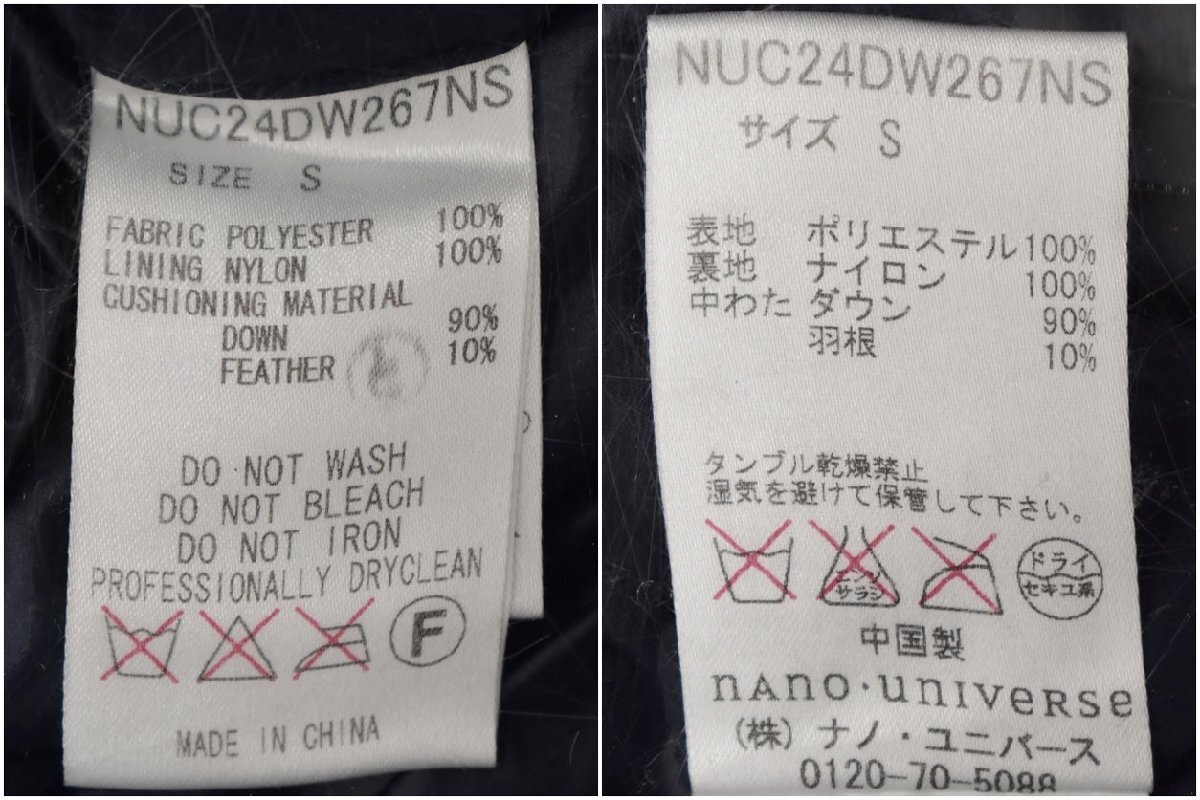 NUC24DW267NS
SIZE S
FABRIC POLYESTER 100%
LINING NYLON 100%
CUSHIONING MATERIAL
DOWN 90%
FEATHER 10%
DO NOT WASH
DO NOT BLEACH
DO NOT IRON
PROFESSIONALLY DRYCLEAN
F
MADE IN CHINA
NUC24DW267NS
サイズ S
表地 ポリエステル 100%
裏地 ナイロン 100%
中わた ダウン 90%
羽根 10%
タンブル乾燥禁止
湿気を避けて保管して下さい。
エンソ
サラシ
ドライ
セキユ系
中国製
nAno・unIVeRSe
(株)ナノ・ユニバース
0120-70-5088